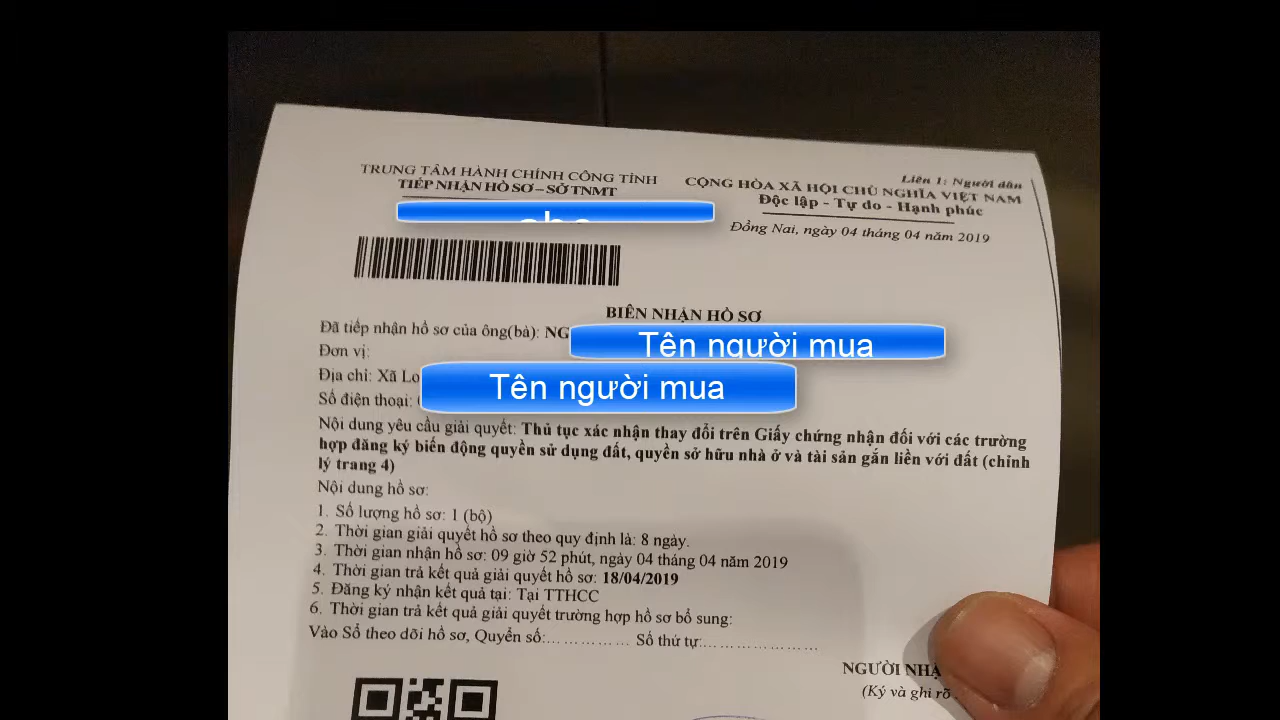 TRUNG TÂM HÀNH CHÍNH CÔNG TỈNH
TIẾP NHẬN HỒ SƠ – SỞ TNMT
Liên 1: Người dân
CỘNG HÒA XÃ HỘI CHỦ NGHĨA VIỆT NAM
Độc lập - Tự do - Hạnh phúc
Đồng Nai, ngày 04 tháng 04 năm 2019
BIÊN NHẬN HỒ SƠ
Đã tiếp nhận hồ sơ của ông(bà): NG
Tên người mua
Đơn vị:
Địa chỉ: Xã Lo
Tên người mua
Số điện thoại:
Nội dung yêu cầu giải quyết: Thủ tục xác nhận thay đổi trên Giấy chứng nhận đối với các trường
hợp đăng ký biến động quyền sử dụng đất, quyền sở hữu nhà ở và tài sản gắn liền với đất (chỉnh
lý trang 4)
Nội dung hồ sơ:
1. Số lượng hồ sơ: 1 (bộ)
2. Thời gian giải quyết hồ sơ theo quy định là: 8 ngày.
3. Thời gian nhận hồ sơ: 09 giờ 52 phút, ngày 04 tháng 04 năm 2019
4. Thời gian trả kết quả giải quyết hồ sơ: 18/04/2019
5. Đăng ký nhận kết quả tại: Tại TTHCC
6. Thời gian trả kết quả giải quyết trường hợp hồ sơ bổ sung:
Vào Sổ theo dõi hồ sơ, Quyển số:…………… Số thứ tự:…………………
NGƯỜI NHẬ
(Ký và ghi rõ